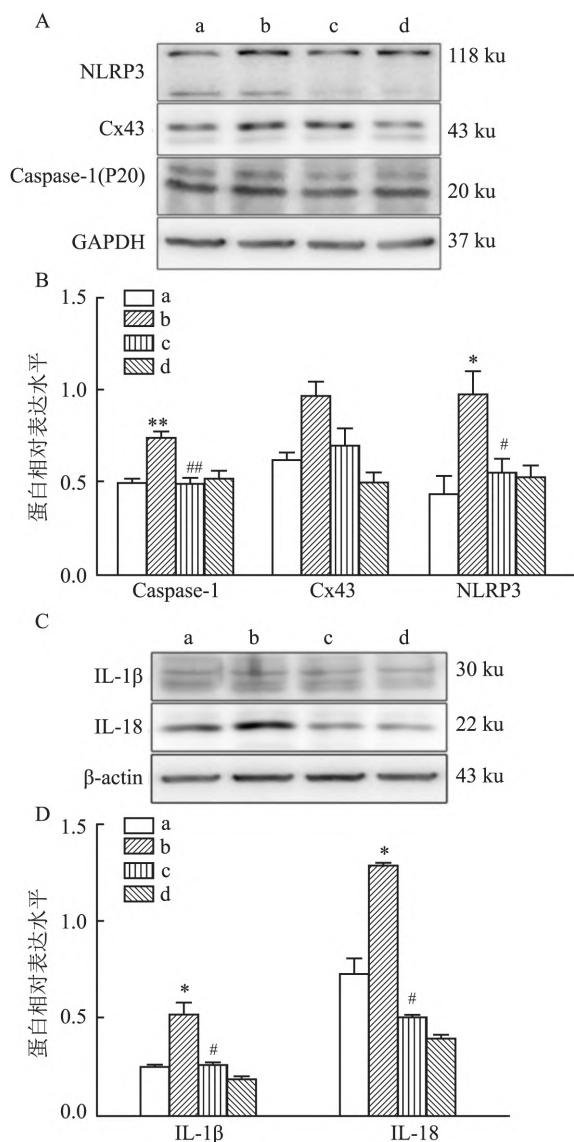 A
a b c d
NLRP3 118 ku
Cx43 43 ku
Caspase-1(P20) 20 ku
GAPDH 37 ku
B
1.5
a
b
c
d
1.0
0.5
0.0
蛋白相对表达水平
**
##
*
#
Caspase-1 Cx43 NLRP3
C
a b c d
IL-1β 30 ku
IL-18 22 ku
β-actin 43 ku
D
1.5
a
b
c
d
1.0
0.5
0.0
蛋白相对表达水平
*
#
*
#
IL-1β IL-18